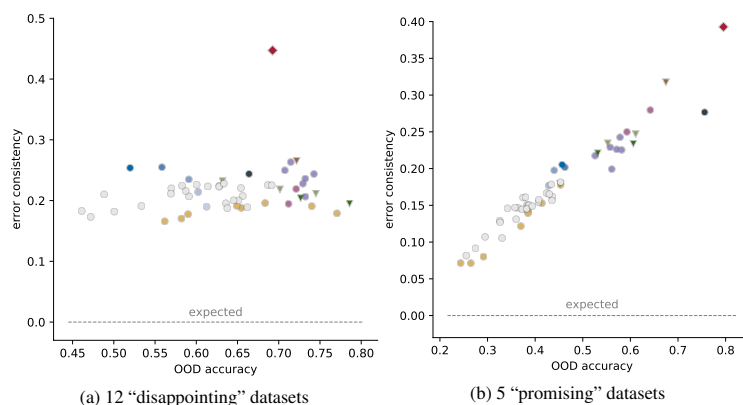 0.5
0.4
0.3
0.2
0.1
0.0
error consistency
expected
0.45 0.50 0.55 0.60 0.65 0.70 0.75 0.80
OOD accuracy
(a) 12 “disappointing” datasets
0.40
0.35
0.30
0.25
0.20
0.15
0.10
0.05
0.00
error consistency
expected
0.2 0.3 0.4 0.5 0.6 0.7 0.8
OOD accuracy
(b) 5 “promising” datasets